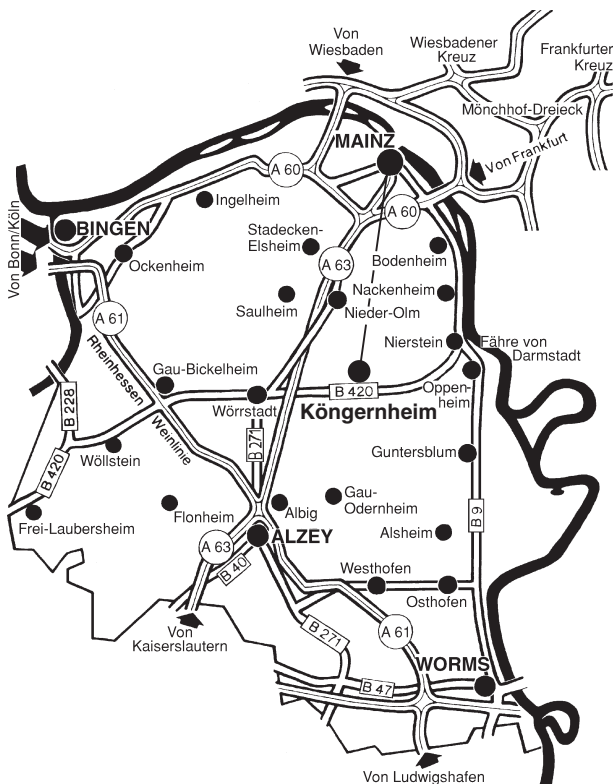 Von
Wiesbaden
Wiesbadener
Kreuz
Frankfurter
Kreuz
Mönchhof-Dreieck
MAINZ
Von Frankfurt
A 60
Ingelheim
A 60
Von Bonn/Köln
BINGEN
Stadecken-
Elsheim
Ockenheim
A 63
Bodenheim
Saulheim
Nackenheim
Nieder-Olm
A 61
Rheinhessen
Weinlinie
Nierstein
Fähre von
Darmstadt
Gau-Bickelheim
Oppen-
heim
B 228
Wörrstadt
B 420
Köngernheim
B 271
Wöllstein
B 420
Guntersblum
Frei-Laubersheim
Flonheim
Albig
Gau-
Odernheim
B 9
Alsheim
ALZEY
A 63
B 40
Westhofen
Osthofen
Von
Kaiserslautern
B 271
A 61
WORMS
B 47
Von Ludwigshafen